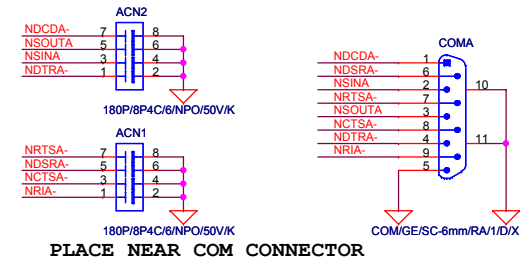 ACN2
NDCDA- 7 8
NSOUTA 5 6
NSINA 3 4
NDTRA- 1 2
180P/8P4C/6/NPO/50V/K
ACN1
NRTSA- 7 8
NDSRA- 5 6
NCTSA- 3 4
NRIA- 1 2
180P/8P4C/6/NPO/50V/K
COMA
NDCDA- 1
NDSRA- 6
NSINA 2 10
NRTSA- 7
NSOUTA 3
NCTSA- 8
NDTRA- 4 11
NRIA- 9
5
COM/GE/SC-6mm/RA/1/D/X
PLACE NEAR COM CONNECTOR